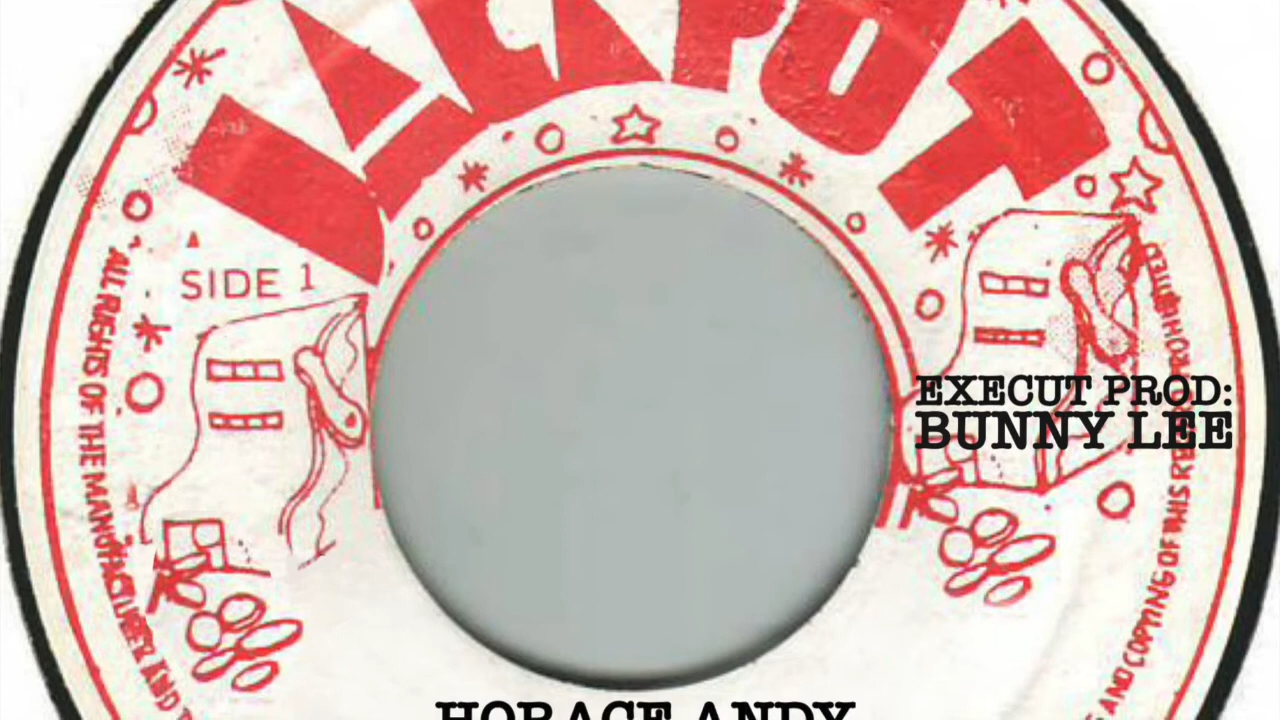 JACKPOT
SIDE 1
EXECUT PROD:
BUNNY LEE
ALL RIGHTS OF THE MANUFACTURER AND
AND COPYING OF THIS RECORD PROHIBITED
HORACE ANDY